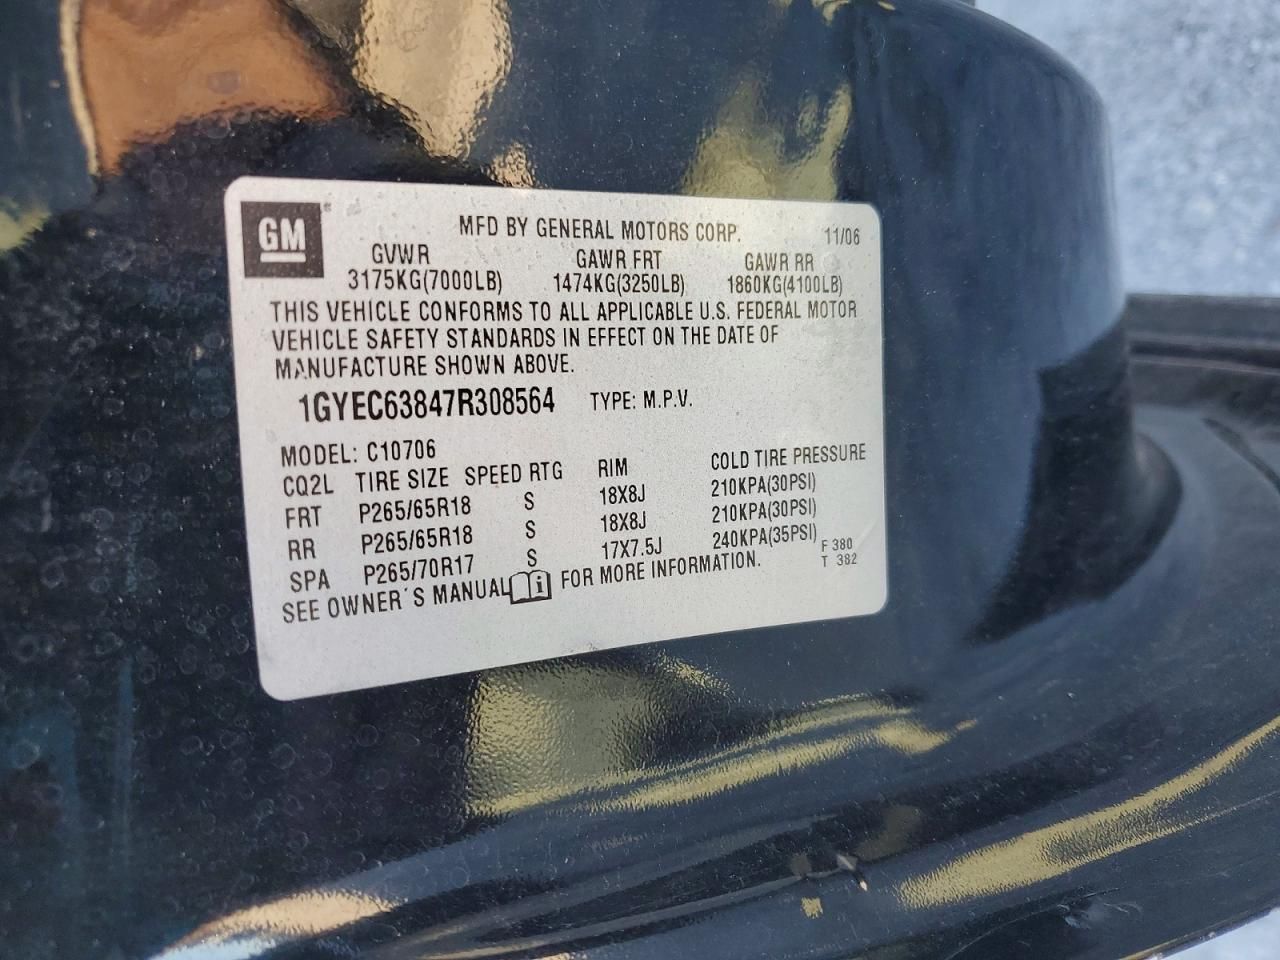 GM
MFD BY GENERAL MOTORS CORP. 11/06
GVWR GAWR FRT GAWR RR
3175KG(7000LB) 1474KG(3250LB) 1860KG(4100LB)
THIS VEHICLE CONFORMS TO ALL APPLICABLE U.S. FEDERAL MOTOR
VEHICLE SAFETY STANDARDS IN EFFECT ON THE DATE OF
MANUFACTURE SHOWN ABOVE.
1GYEC63847R308564 TYPE: M.P.V.
MODEL: C10706
CQ2L TIRE SIZE SPEED RTG RIM COLD TIRE PRESSURE
FRT P265/65R18 S 18X8J 210KPA(30PSI)
RR P265/65R18 S 18X8J 210KPA(30PSI)
SPA P265/70R17 S 17X7.5J 240KPA(35PSI)
SEE OWNER'S MANUAL FOR MORE INFORMATION.
F 380
T 382